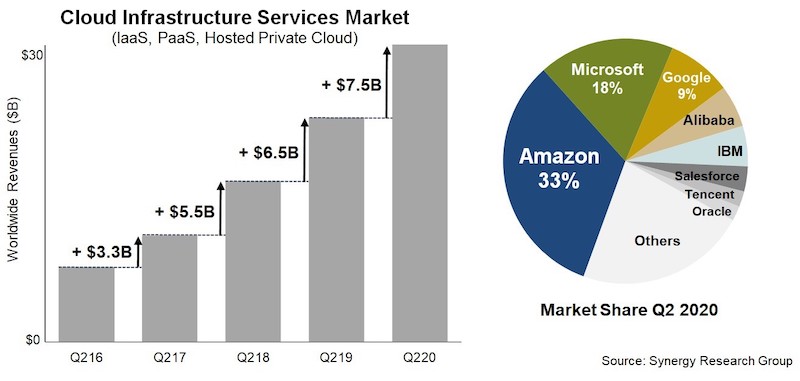 Cloud Infrastructure Services Market
(IaaS, PaaS, Hosted Private Cloud)
Worldwide Revenues ($B)
$30
$0
+ $3.3B
+ $5.5B
+ $6.5B
+ $7.5B
Q216
Q217
Q218
Q219
Q220
Microsoft
18%
Google
9%
Alibaba
IBM
Salesforce
Tencent
Oracle
Others
Amazon
33%
Market Share Q2 2020
Source: Synergy Research Group